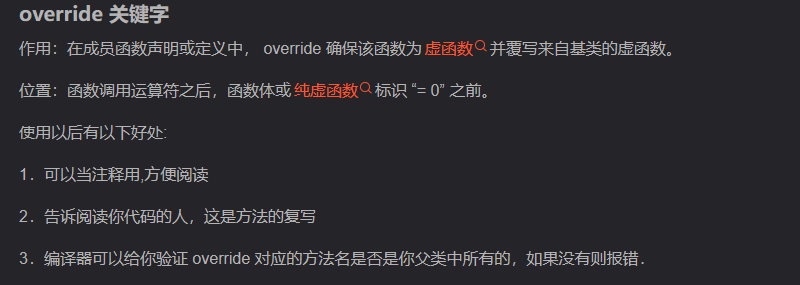 override 关键字
作用：在成员函数声明或定义中， override 确保该函数为 虚函数 并覆写来自基类的虚函数。
位置：函数调用运算符之后，函数体或 纯虚函数 标识 “= 0” 之前。
使用以后有以下好处:
1．可以当注释用,方便阅读
2．告诉阅读你代码的人，这是方法的复写
3．编译器可以给你验证 override 对应的方法名是否是你父类中所有的，如果没有则报错．